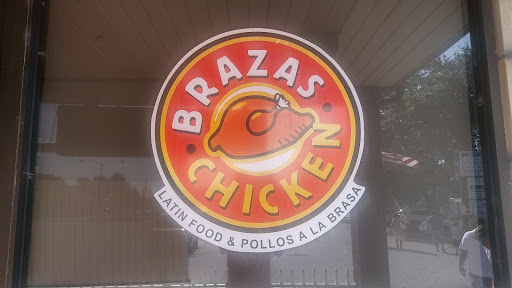 BRAZAS
CHICKEN
LATIN FOOD & POLLOS A LA BRASA